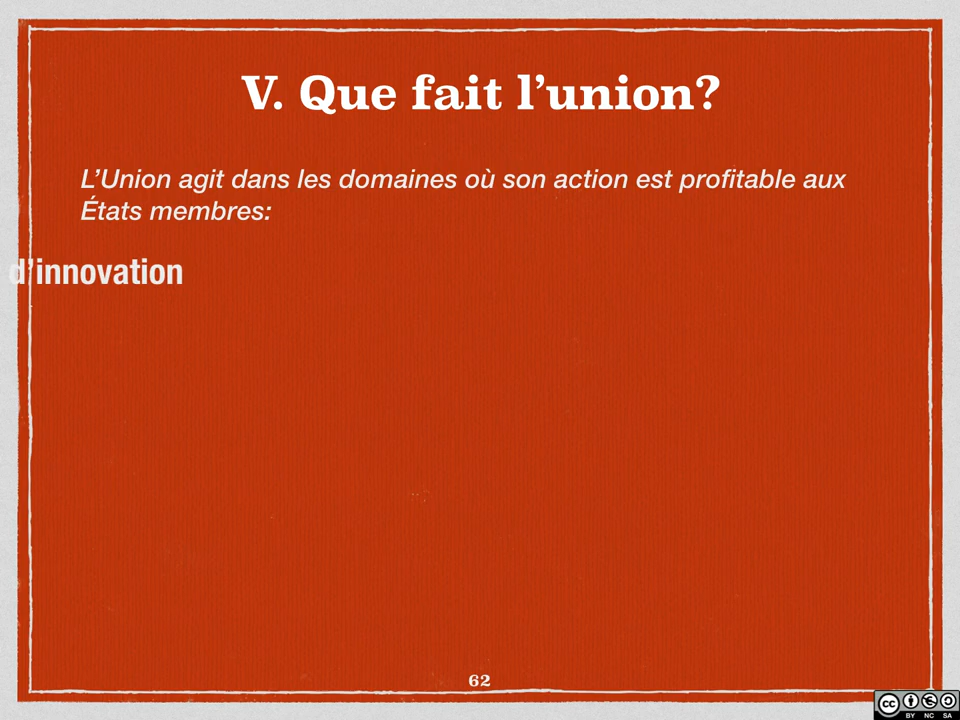 V. Que fait l’union?
L’Union agit dans les domaines où son action est profitable aux
États membres:
d’innovation
62
cc
BY NC SA